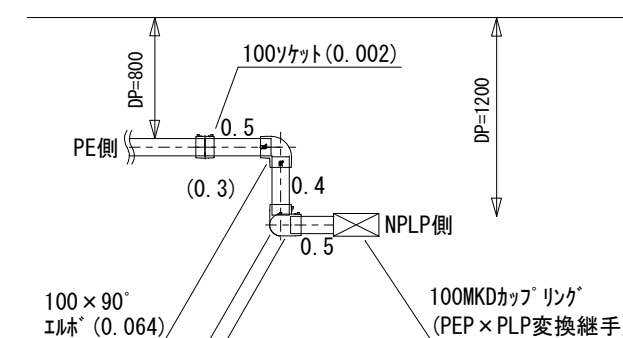 DP=800
100ソケット(0.002)
DP=1200
PE側
0.5
(0.3)
0.4
NPLP側
0.5
100×90°
エルボ(0.064)
100MKDカップリング
(PEP×PLP変換継手)